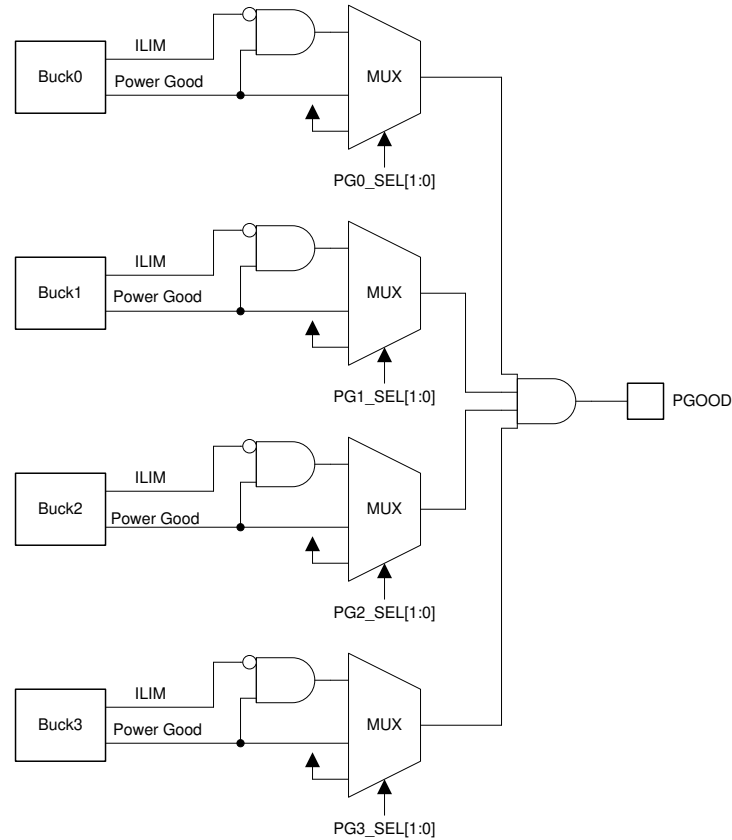 ILIM
Buck0
Power Good
MUX
PG0_SEL[1:0]
ILIM
Buck1
Power Good
MUX
PG1_SEL[1:0]
PGOOD
ILIM
Buck2
Power Good
MUX
PG2_SEL[1:0]
ILIM
Buck3
Power Good
MUX
PG3_SEL[1:0]